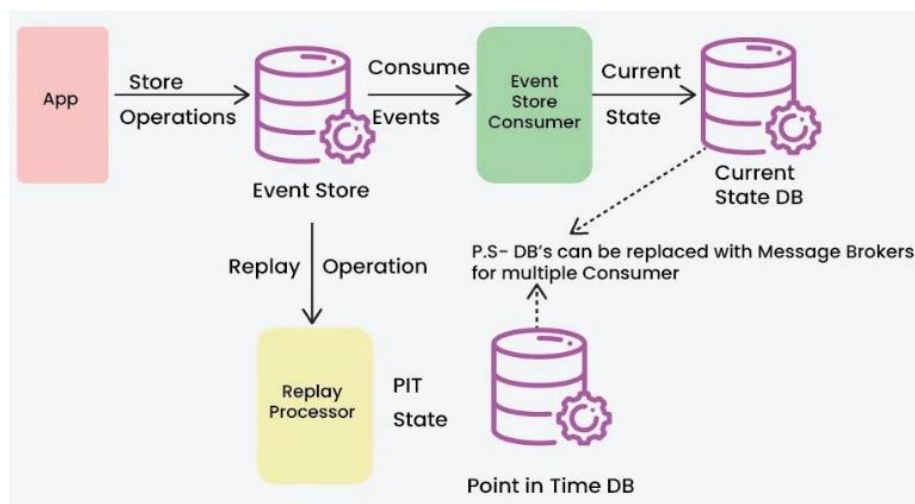 App
Store
Operations
Event Store
Consume
Events
Event
Store
Consumer
Current
State
Current
State DB
P.S- DB's can be replaced with Message Brokers
for multiple Consumer
Replay Operation
Replay
Processor
PIT
State
Point in Time DB